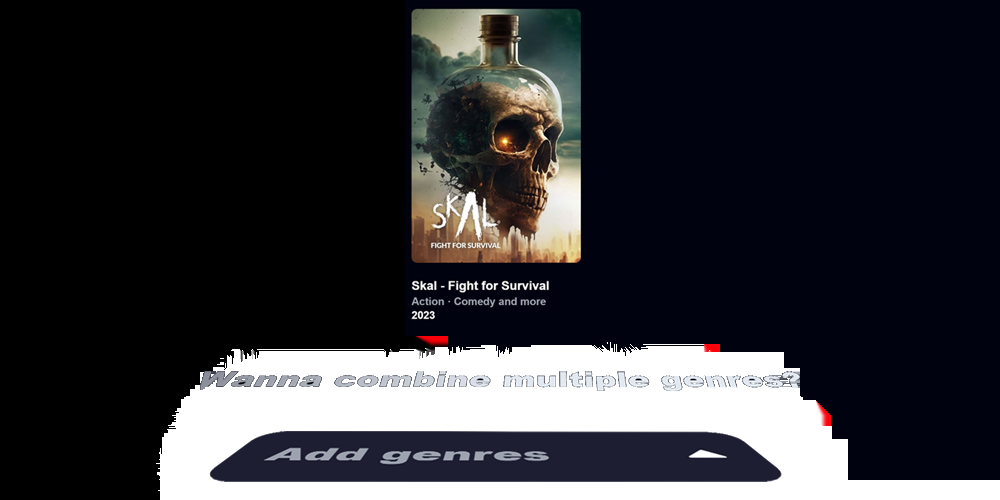 SKAL
FIGHT FOR SURVIVAL
Skal - Fight for Survival
Action · Comedy and more
2023
Wanna combine multiple genres?
Add genres